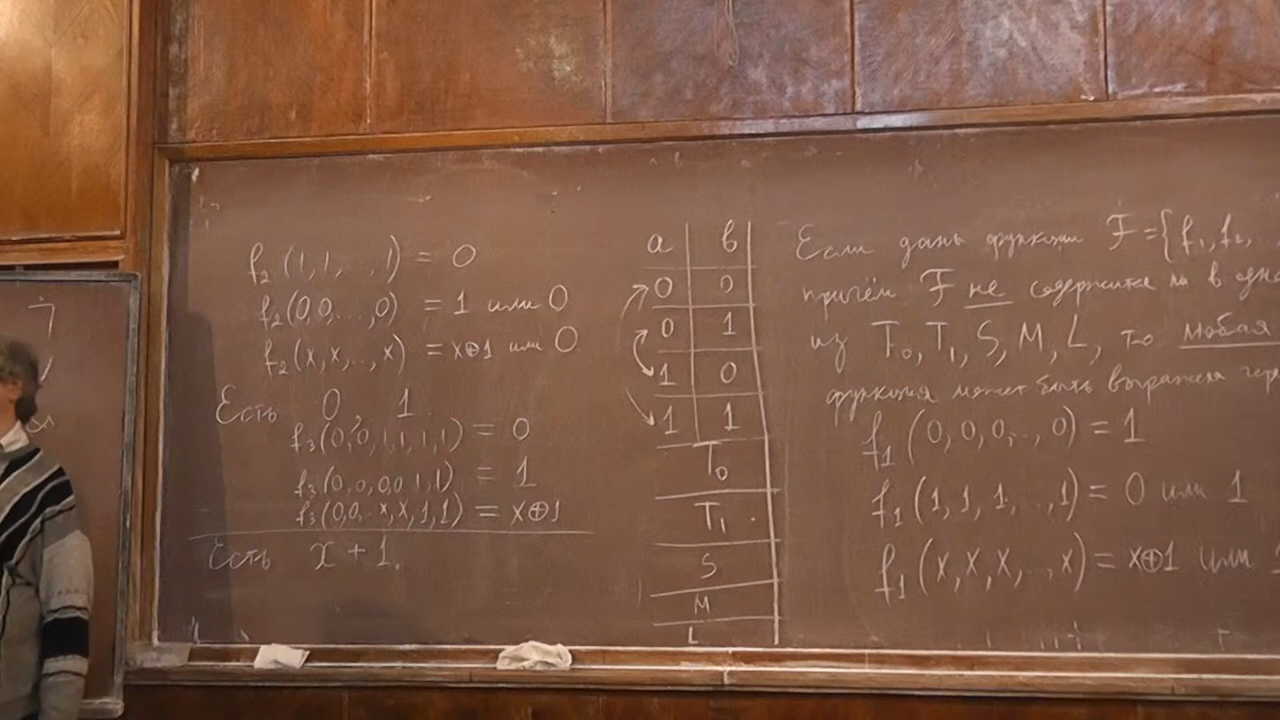 f₂(1,1,...,1) = 0
f₂(0,0,...,0) = 1 или 0
f₂(x,x,...,x) = x⊕1 или 0
Есть 0, 1
f₃(0,0,1,1,1,1) = 0
f₃(0,0,0,0,1,1) = 1
f₃(0,0,..x,x,1,1) = x⊕1
Есть x + 1.
a в
0 0
0 1
1 0
1 1
T₀
T₁
S
M
L
Если даны функции F = {f₁, f₂,
причём F не содержится ни в одн
из T₀, T₁, S, M, L, то любая
функция может быть выражена чер
f₁(0,0,0,..,0) = 1
f₁(1,1,1,...,1) = 0 или 1
f₁(x,x,x,...,x) = x⊕1 или 1